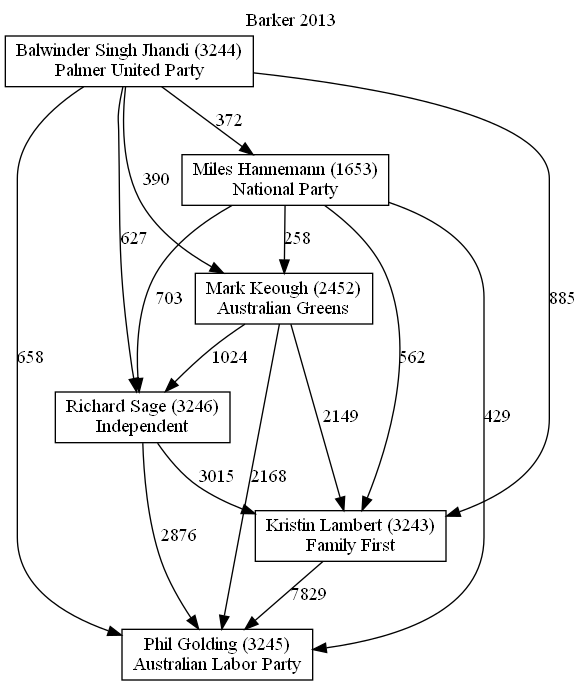 Barker 2013
Balwinder Singh Jhandi (3244)
Palmer United Party
372
Miles Hannemann (1653)
National Party
390
627
258
703
Mark Keough (2452)
Australian Greens
885
658
1024
562
429
2149
Richard Sage (3246)
Independent
3015
2168
2876
Kristin Lambert (3243)
Family First
7829
Phil Golding (3245)
Australian Labor Party